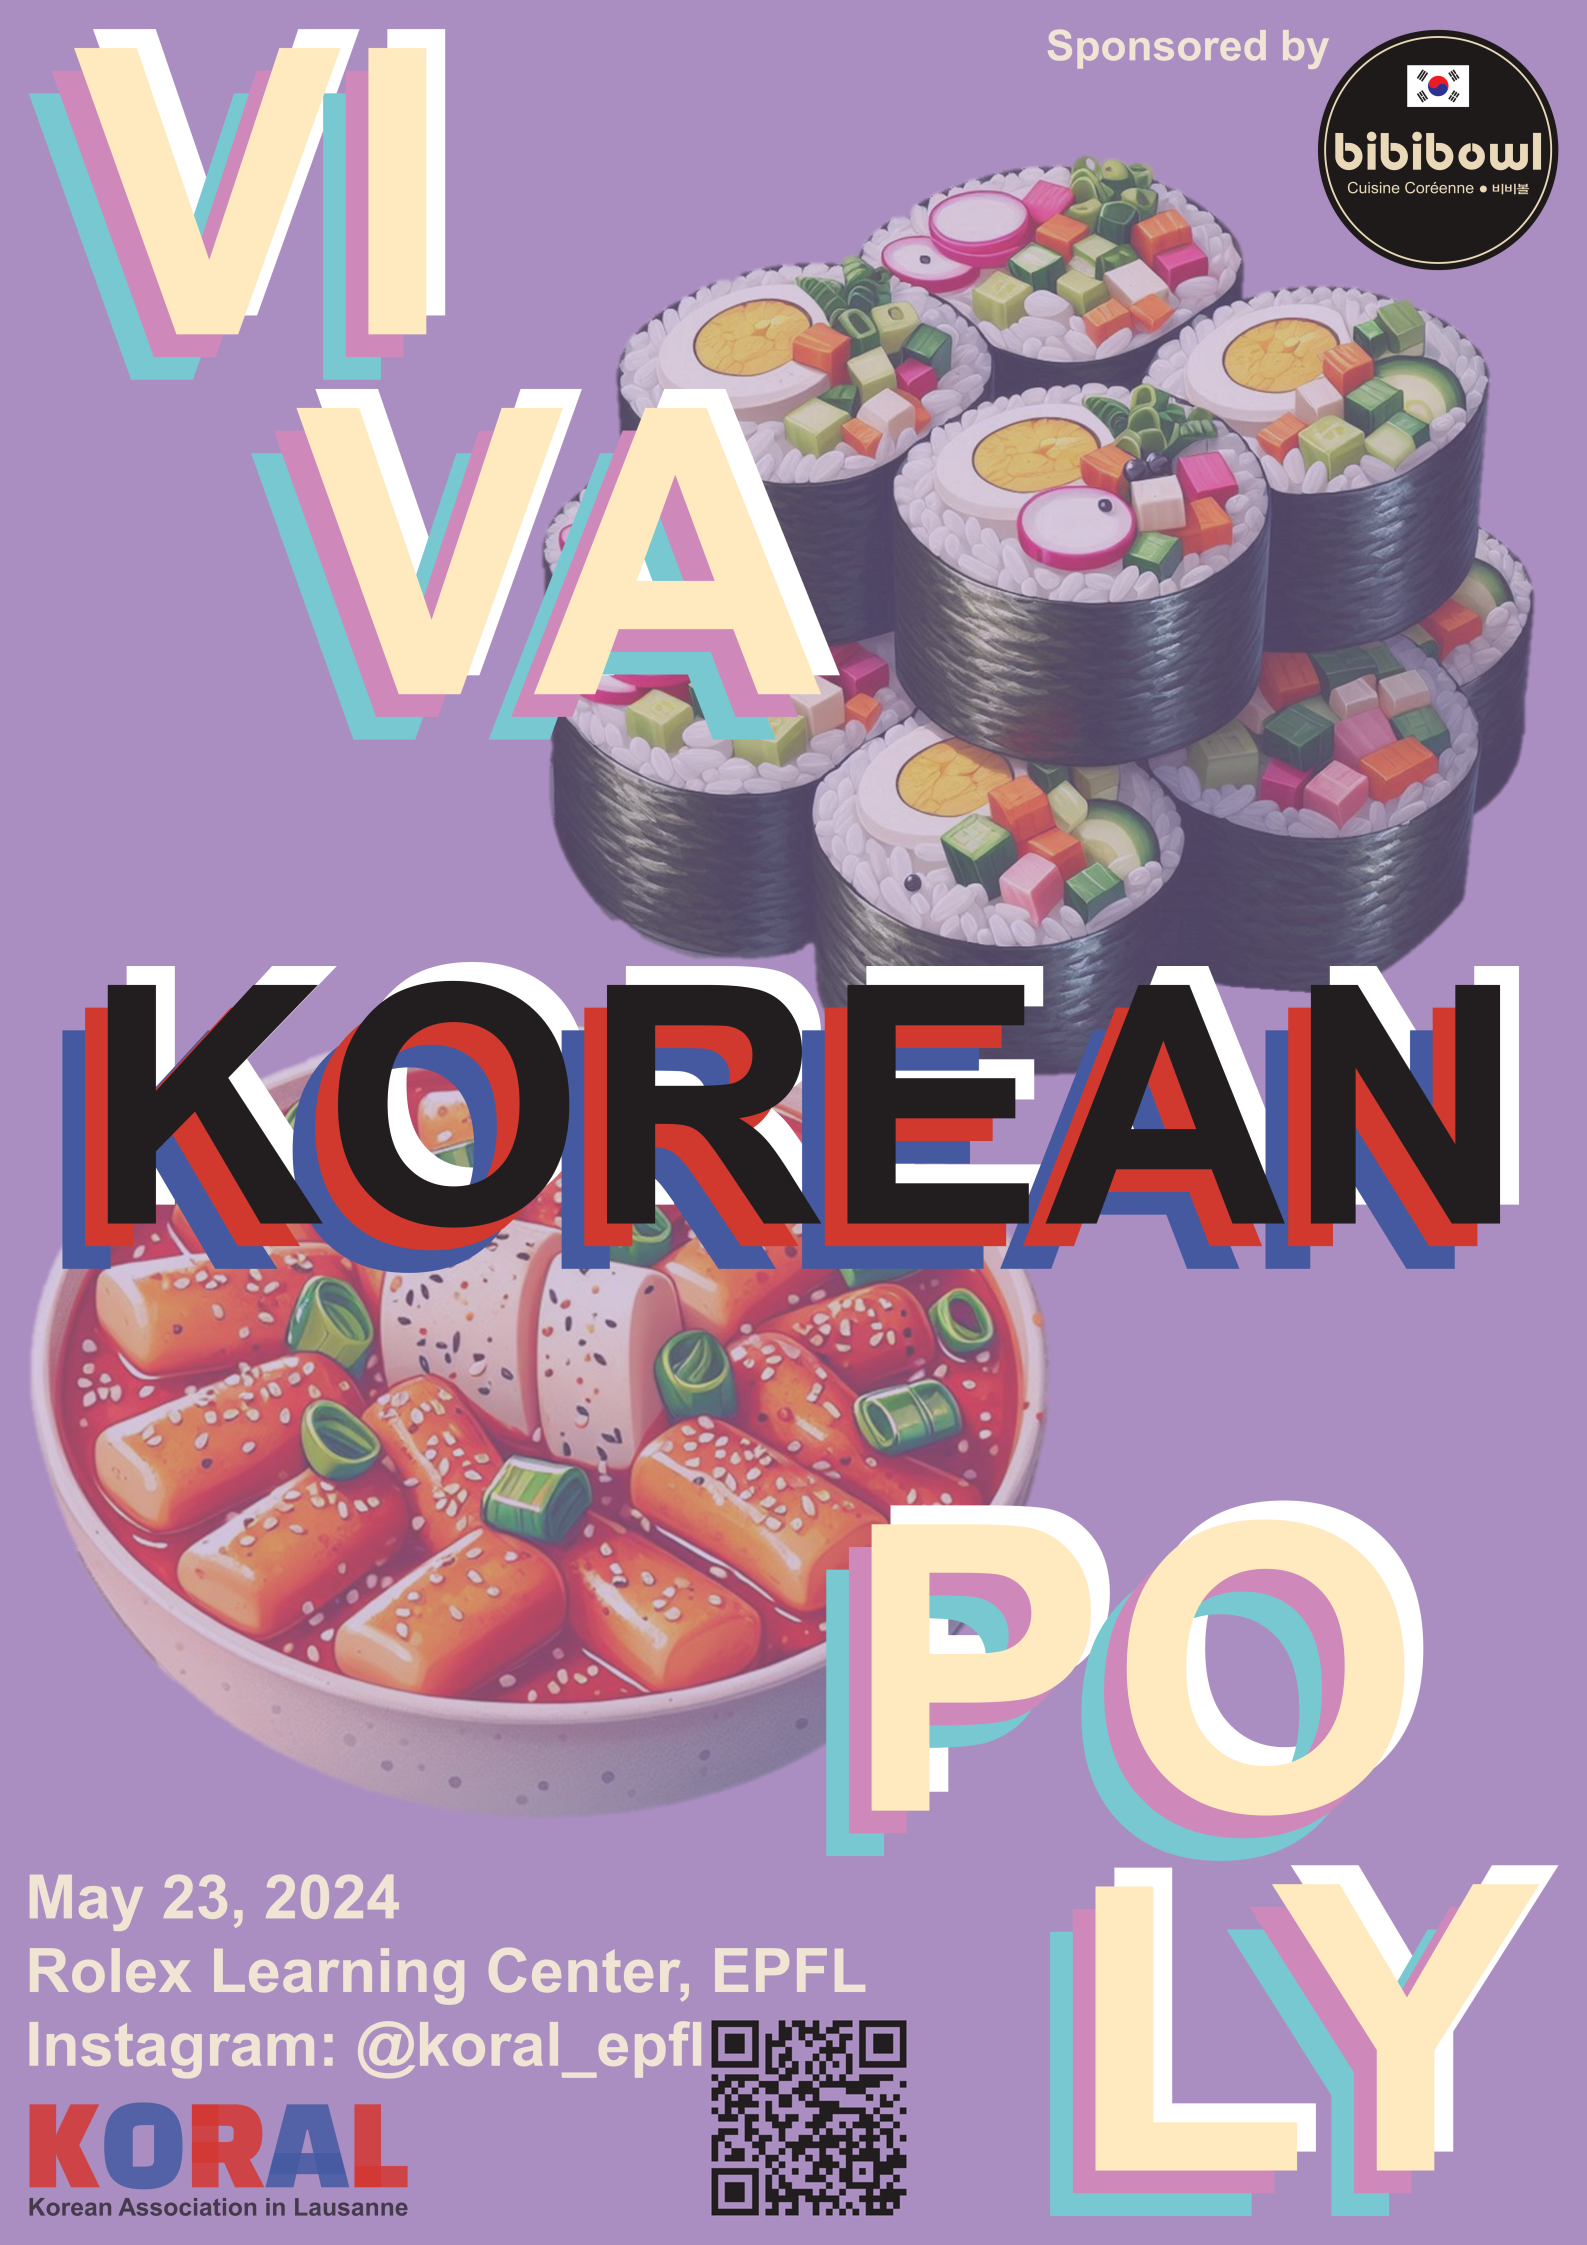 VI
Sponsored by
bibibowl
Cuisine Coréenne • 비비볼
VA
KOREAN
PO
LY
May 23, 2024
Rolex Learning Center, EPFL
Instagram: @koral_epfl
KORAL
Korean Association in Lausanne